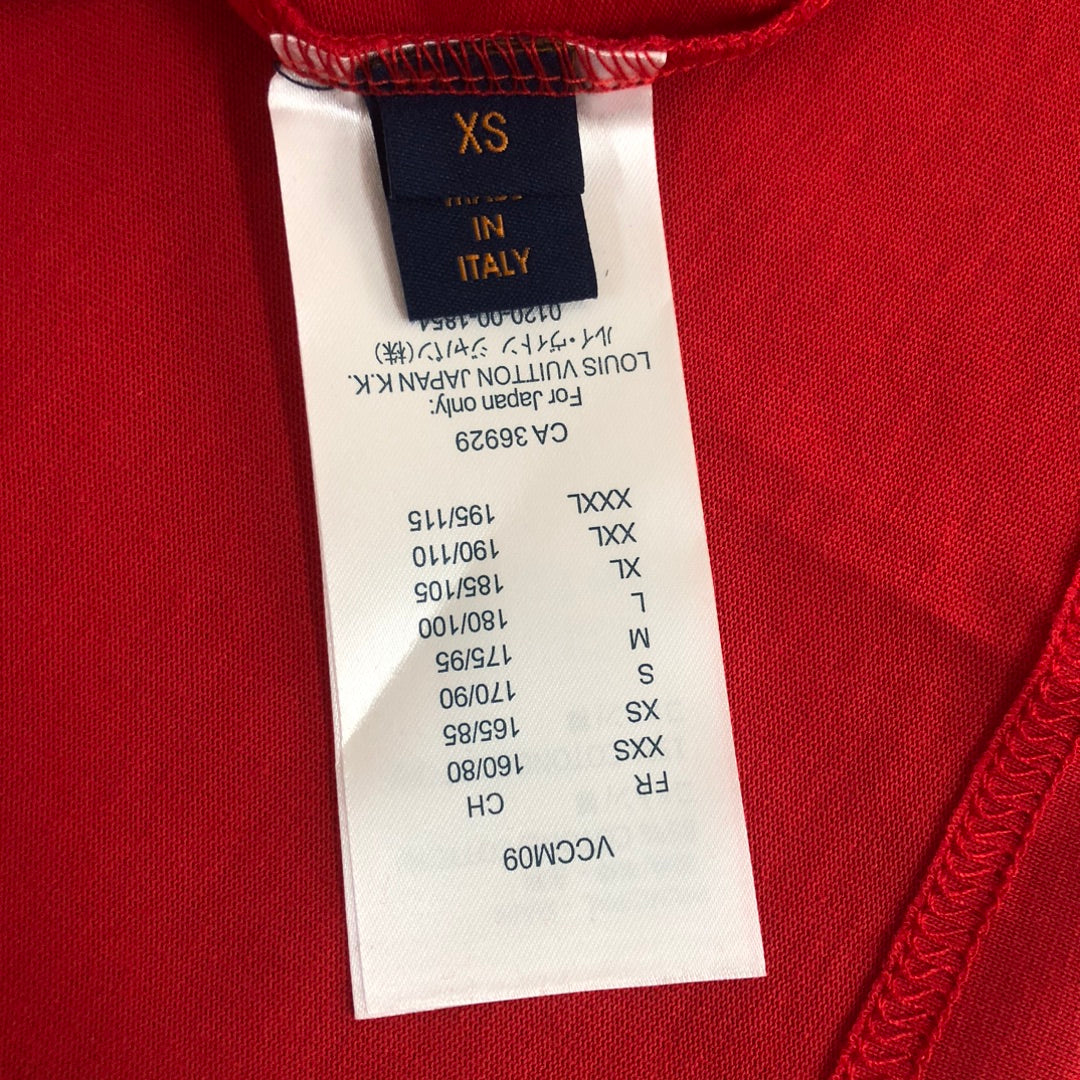 XS
IN
ITALY
VCCM09
FR CH
XXS 160/80
XS 165/85
S 170/90
M 175/95
L 180/100
XL 185/105
XXL 190/110
XXXL 195/115
CA 36929
For Japan only:
LOUIS VUITTON JAPAN K.K.
ルイ・ヴィトン ジャパン(株)
0120-00-1854